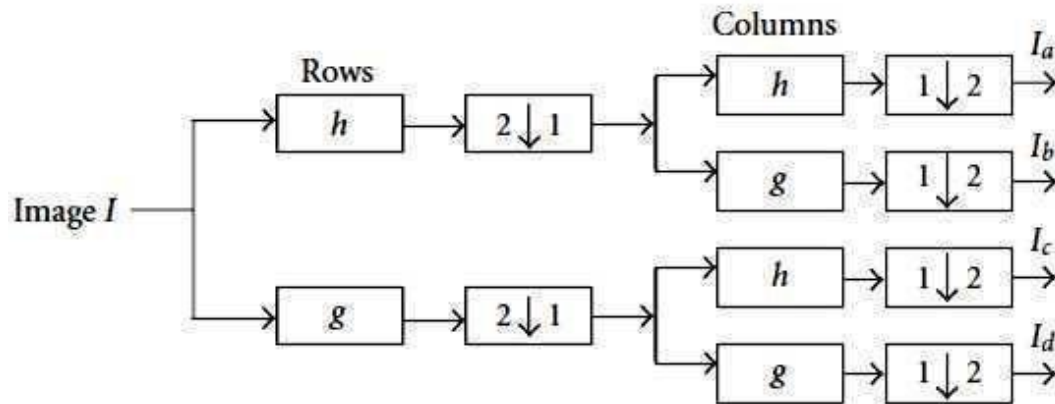 Columns
Rows
h
2 ↓ 1
h
1 ↓ 2
I_a
g
1 ↓ 2
I_b
Image I
g
2 ↓ 1
h
1 ↓ 2
I_c
g
1 ↓ 2
I_d